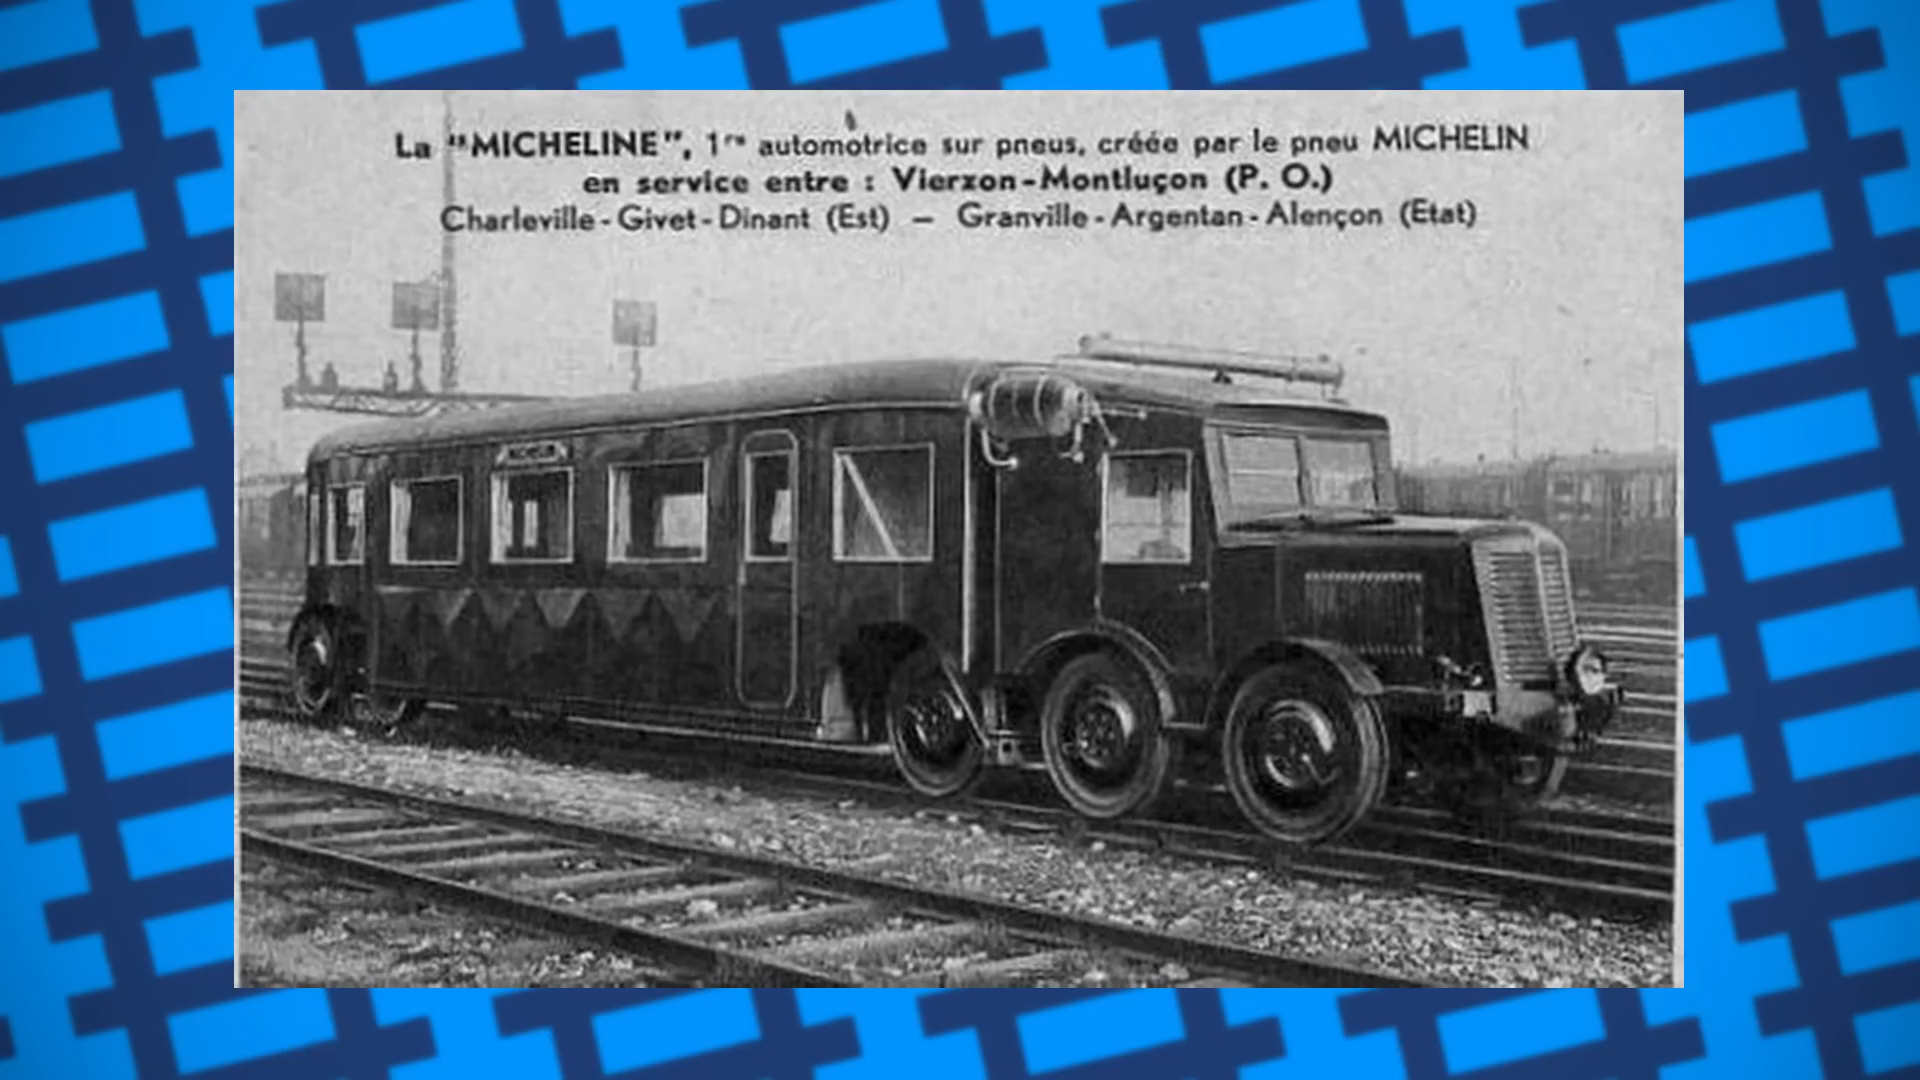 La "MICHELINE", 1re automotrice sur pneus, créée par le pneu MICHELIN
en service entre : Vierzon-Montluçon (P. O.)
Charleville - Givet - Dinant (Est) — Granville - Argentan - Alençon (Etat)